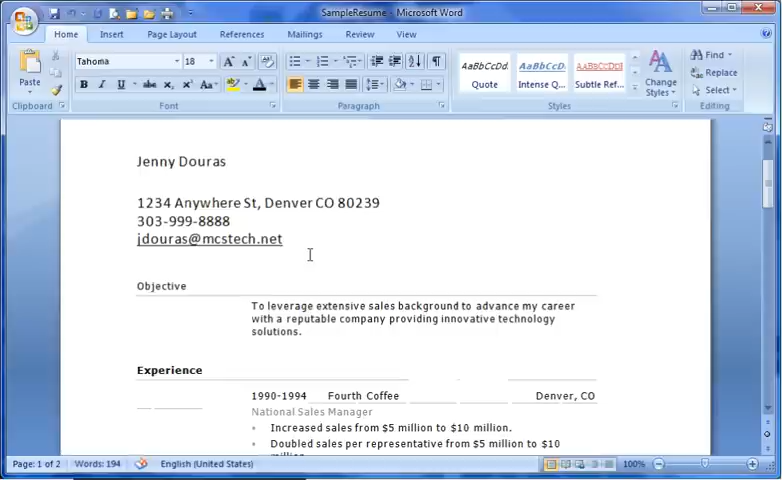 SampleResume - Microsoft Word
Home Insert Page Layout References Mailings Review View
Paste
Tahoma 18
AaBbCcDd. AaBbCcD. AaBbCcDd
Quote Intense Q... Subtle Ref...
Change Styles
Find
Replace
Select
Clipboard Font Paragraph Styles Editing
Jenny Douras
1234 Anywhere St, Denver CO 80239
303-999-8888
jdouras@mcstech.net
Objective
To leverage extensive sales background to advance my career
with a reputable company providing innovative technology
solutions.
Experience
1990-1994 Fourth Coffee Denver, CO
National Sales Manager
• Increased sales from $5 million to $10 million.
• Doubled sales per representative from $5 million to $10
Page: 1 of 2 Words: 194 English (United States) 100%